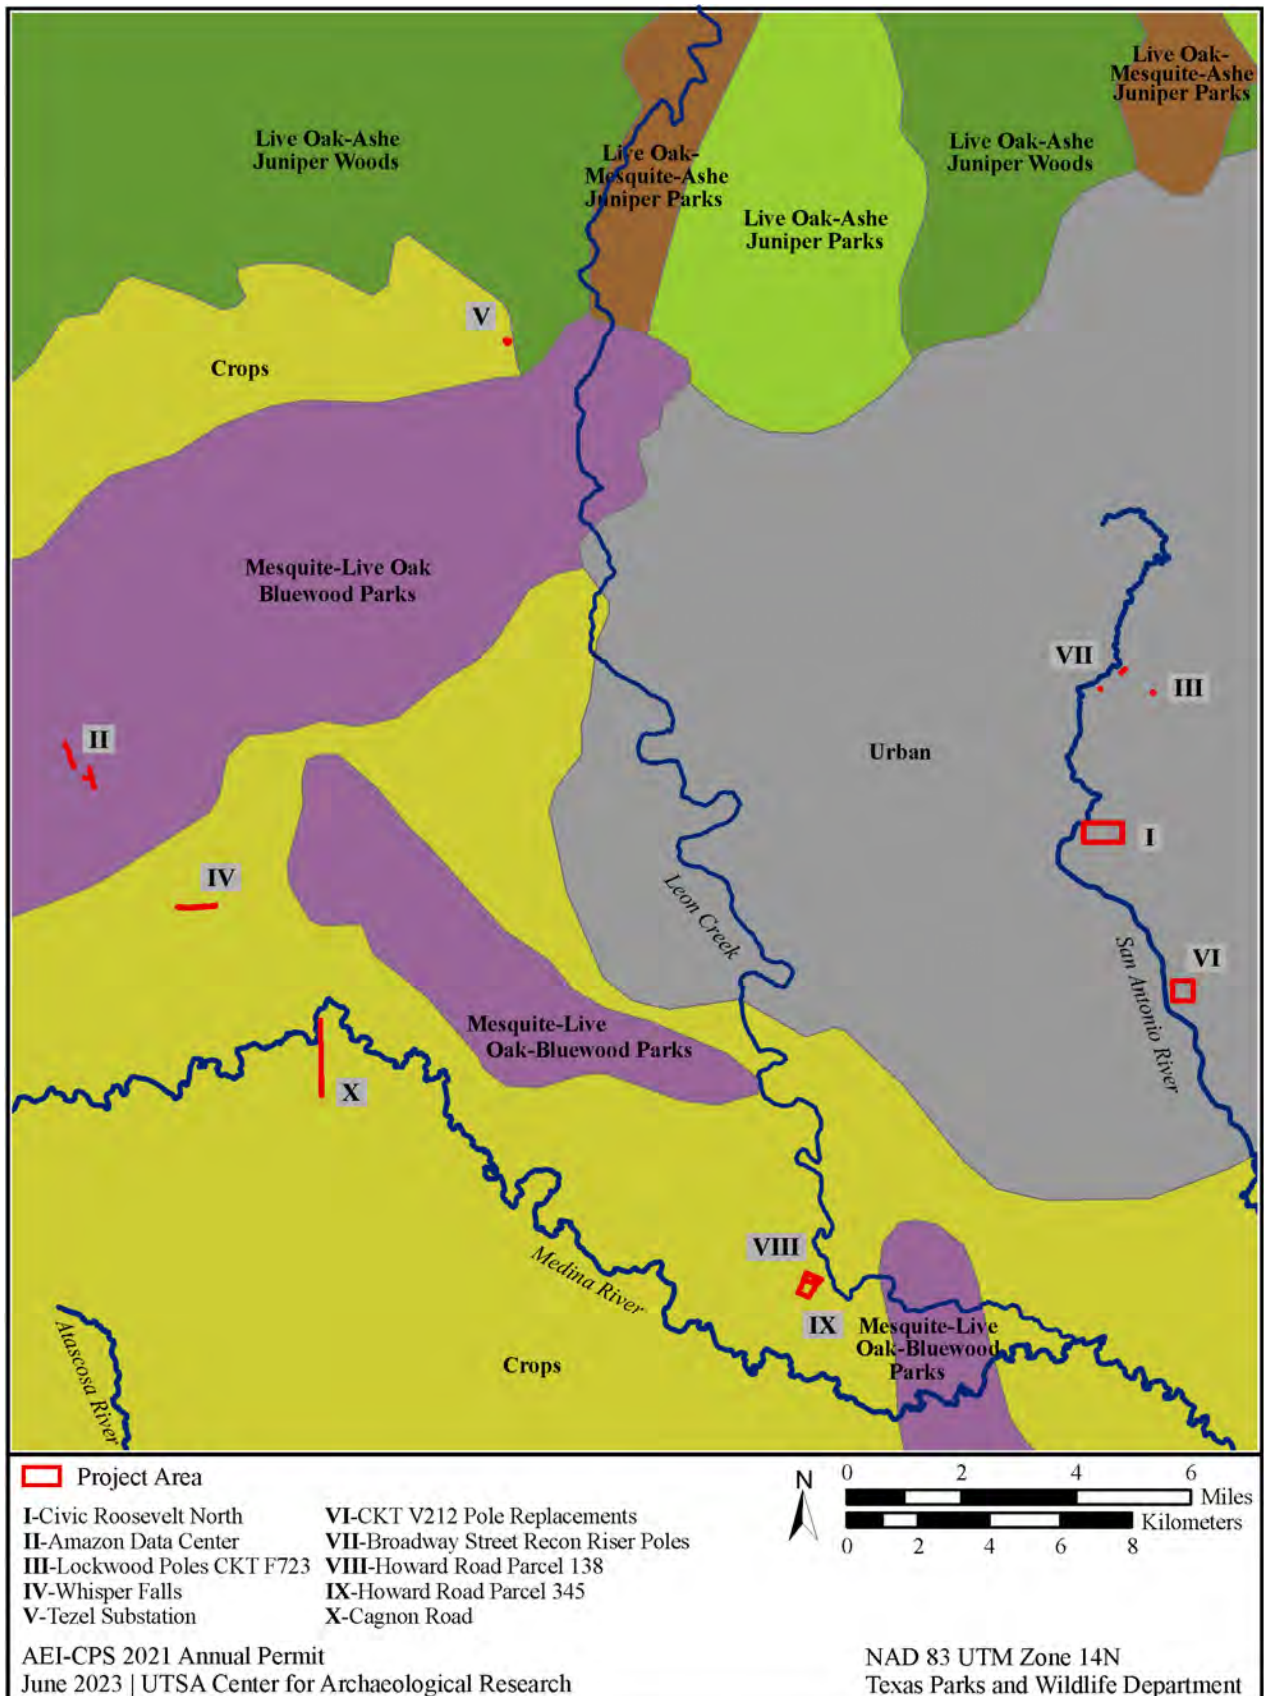 Live Oak-
Mesquite-Ashe
Juniper Parks
Live Oak-Ashe
Juniper Woods
Live Oak-Ashe
Juniper Woods
Live Oak-
Mesquite-Ashe
Juniper Parks
Live Oak-Ashe
Juniper Parks
V
Crops
Mesquite-Live Oak
Bluewood Parks
VII
III
II
Urban
I
IV
Leon Creek
San Antonio River
VI
Mesquite-Live
Oak-Bluewood Parks
X
VIII
Medina River
IX
Mesquite-Live
Oak-Bluewood
Parks
Atascosa River
Crops
Project Area
I-Civic Roosevelt North
II-Amazon Data Center
III-Lockwood Poles CKT F723
IV-Whisper Falls
V-Tezel Substation
VI-CKT V212 Pole Replacements
VII-Broadway Street Recon Riser Poles
VIII-Howard Road Parcel 138
IX-Howard Road Parcel 345
X-Cagnon Road
N
0 2 4 6
Miles
Kilometers
0 2 4 6 8
AEI-CPS 2021 Annual Permit
June 2023 | UTSA Center for Archaeological Research
NAD 83 UTM Zone 14N
Texas Parks and Wildlife Department